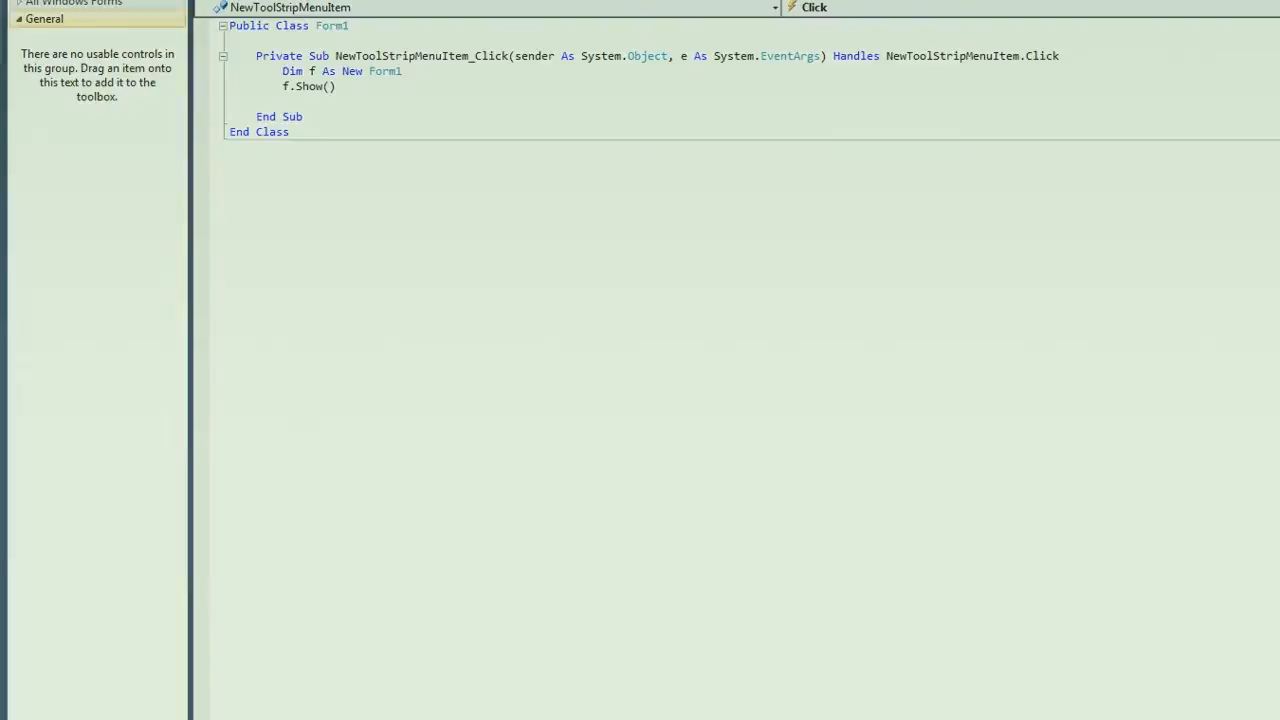 All Windows Forms
General
There are no usable controls in
this group. Drag an item onto
this text to add it to the
toolbox.
NewToolStripMenuItem
Click
Public Class Form1
Private Sub NewToolStripMenuItem_Click(sender As System.Object, e As System.EventArgs) Handles NewToolStripMenuItem.Click
Dim f As New Form1
f.Show()
End Sub
End Class